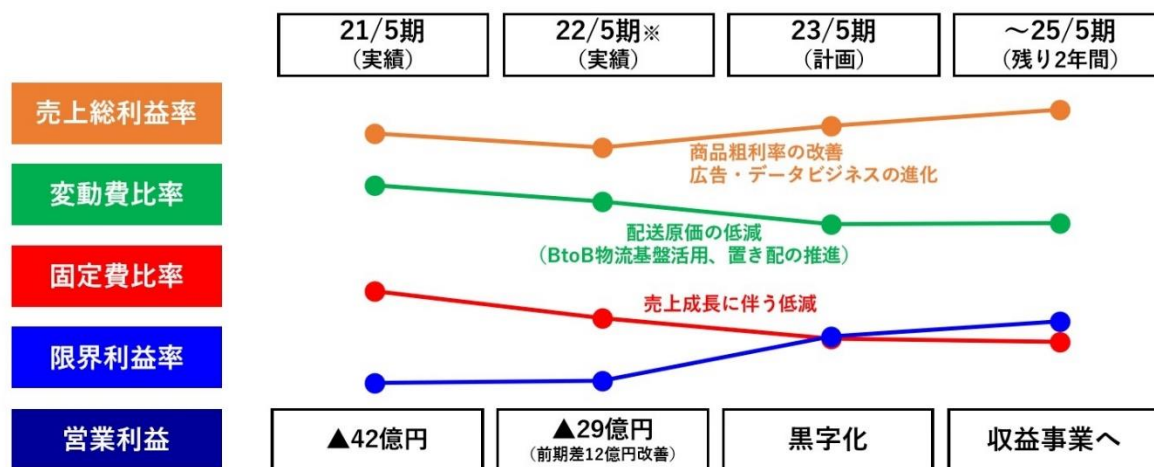 21/5期
(実績)
22/5期※
(実績)
23/5期
(計画)
～25/5期
(残り2年間)
売上総利益率
商品粗利率の改善
広告・データビジネスの進化
変動費比率
配送原価の低減
(BtoB物流基盤活用、置き配の推進)
固定費比率
売上成長に伴う低減
限界利益率
営業利益
▲42億円
▲29億円
(前期差12億円改善)
黒字化
収益事業へ